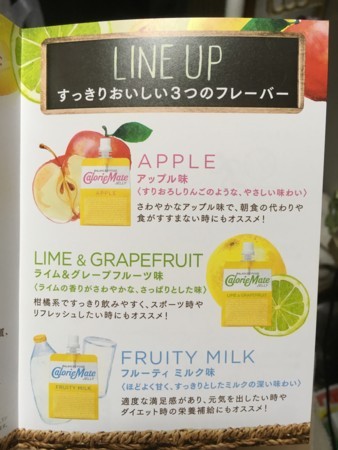 LINE UP
すっきりおいしい3つのフレーバー
APPLE
アップル味
〈すりおろしりんごのような、やさしい味わい〉
さわやかなアップル味で、朝食の代わりや
食がすすまない時にもオススメ!
CalorieMate
JELLY
APPLE
LIME & GRAPEFRUIT
ライム&グレープフルーツ味
〈ライムの香りがさわやかな、さっぱりとした味〉
柑橘系ですっきり飲みやすく、スポーツ時や
リフレッシュしたい時にもオススメ!
CalorieMate
JELLY
LIME & GRAPEFRUIT
FRUITY MILK
フルーティ ミルク味
〈ほどよく甘く、すっきりとしたミルクの深い味わい〉
適度な満足感があり、元気を出したい時や
ダイエット時の栄養補給にもオススメ!
CalorieMate
JELLY
FRUITY MILK